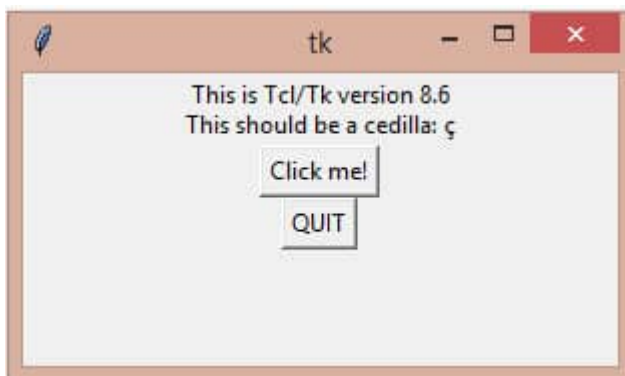 tk
This is Tcl/Tk version 8.6
This should be a cedilla: ç
Click me!
QUIT